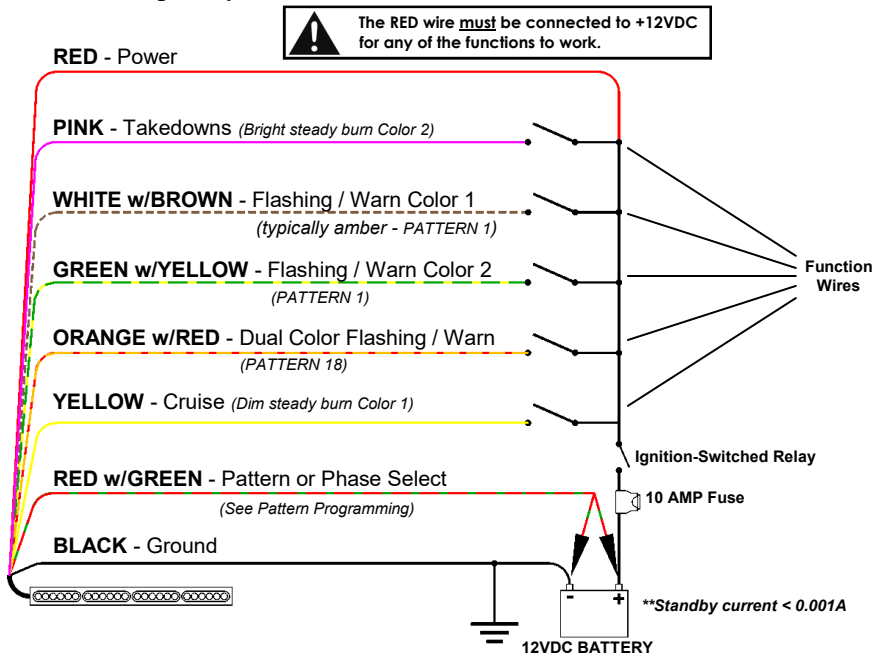 The RED wire must be connected to +12VDC
for any of the functions to work.
RED - Power
PINK - Takedowns (Bright steady burn Color 2)
WHITE w/BROWN - Flashing / Warn Color 1
(typically amber - PATTERN 1)
GREEN w/YELLOW - Flashing / Warn Color 2
(PATTERN 1)
Function
Wires
ORANGE w/RED - Dual Color Flashing / Warn
(PATTERN 18)
YELLOW - Cruise (Dim steady burn Color 1)
Ignition-Switched Relay
RED w/GREEN - Pattern or Phase Select
(See Pattern Programming)
10 AMP Fuse
BLACK - Ground
- +
**Standby current < 0.001A
12VDC BATTERY